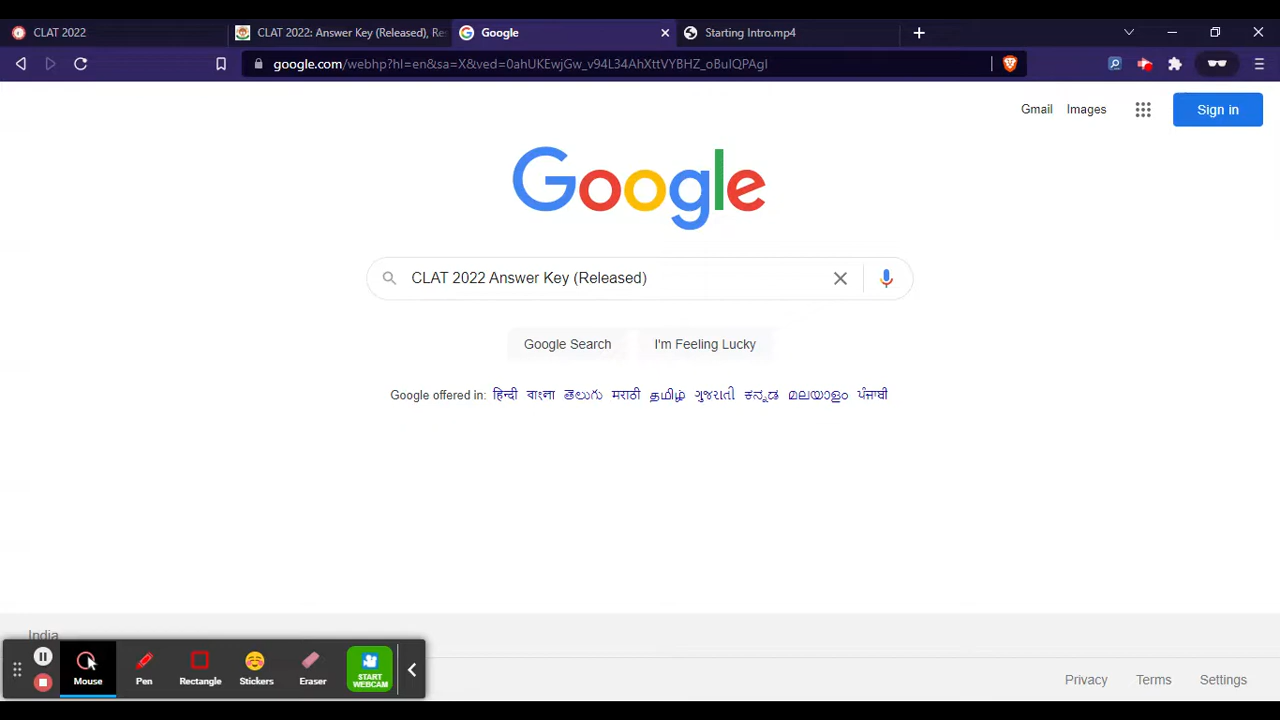 CLAT 2022
CLAT 2022: Answer Key (Released), Re
Google
Starting Intro.mp4
google.com/webhp?hl=en&sa=X&ved=0ahUKEwjGw_v94L34AhXttVYBHZ_oBuIQPAgI
Gmail Images
Sign in
Google
CLAT 2022 Answer Key (Released)
Google Search I'm Feeling Lucky
Google offered in: हिन्दी বাংলা తెలుగు मराठी தமிழ் ગુજરાતી ಕನ್ನಡ മലയാളം ਪੰਜਾਬੀ
India
Mouse Pen Rectangle Stickers Eraser
START
WEBCAM
Privacy Terms Settings